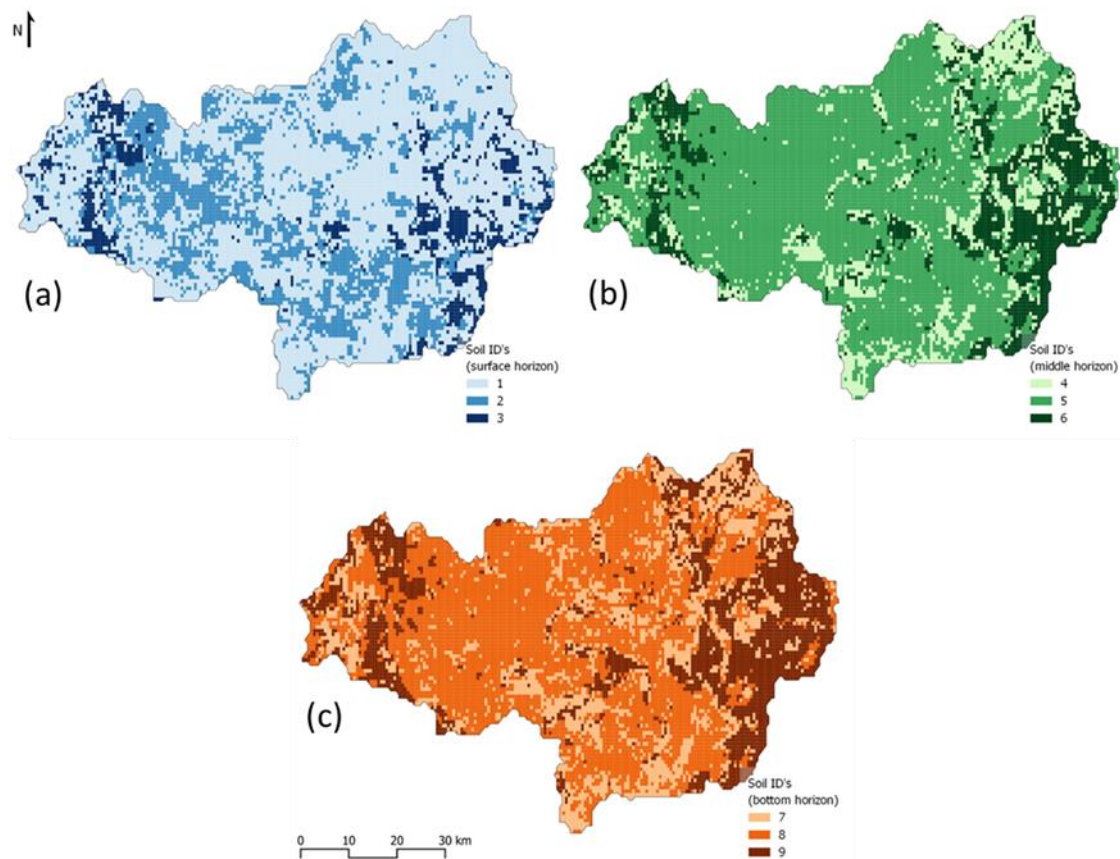 N
(a)
Soil ID's
(surface horizon)
1
2
3
(b)
Soil ID's
(middle horizon)
4
5
6
(c)
Soil ID's
(bottom horizon)
7
8
9
0 10 20 30 km